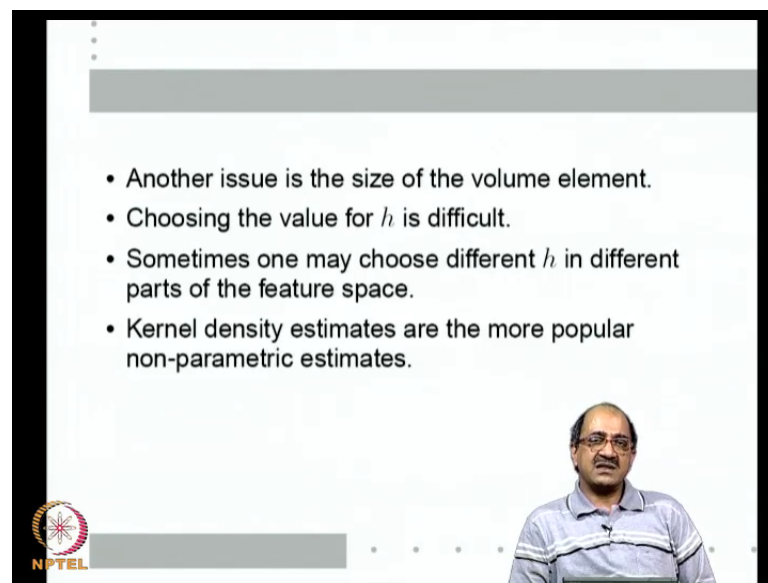 • Another issue is the size of the volume element.
• Choosing the value for h is difficult.
• Sometimes one may choose different h in different
parts of the feature space.
• Kernel density estimates are the more popular
non-parametric estimates.
NPTEL